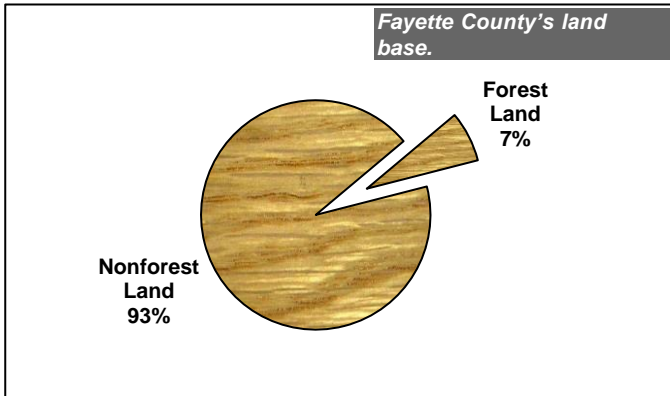 Fayette County's land
base.
Forest
Land
7%
Nonforest
Land
93%